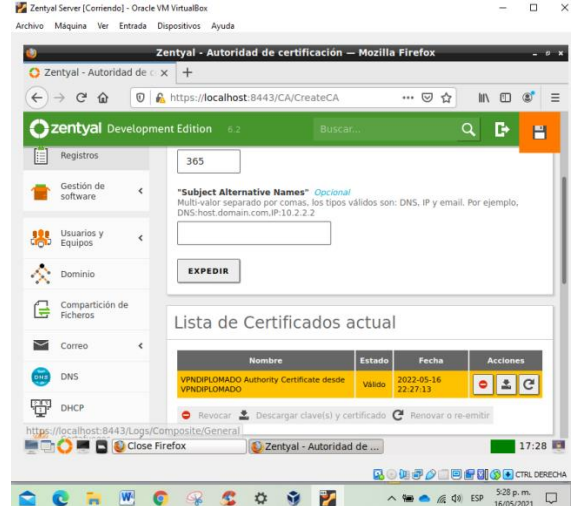 Zentyal Server [Corriendo] - Oracle VM VirtualBox
Archivo Máquina Ver Entrada Dispositivos Ayuda
Zentyal - Autoridad de certificación — Mozilla Firefox
Zentyal - Autoridad de c
https://localhost:8443/CA/CreateCA
zentyal Development Edition 6.2
Buscar...
Registros
365
Gestión de software
"Subject Alternative Names" Opcional
Multi-valor separado por comas, los tipos válidos son: DNS, IP y email. Por ejemplo,
DNS:host.domain.com,IP:10.2.2.2
Usuarios y Equipos
EXPEDIR
Dominio
Compartición de Ficheros
Lista de Certificados actual
Correo
Nombre Estado Fecha Acciones
VPNDIPLOMADO Authority Certificate desde VPNDIPLOMADO Válido 2022-05-16 22:27:13
DNS
DHCP
Revocar Descargar clave(s) y certificado Renovar o re-emitir
https://localhost:8443/Logs/Composite/General
Close Firefox
Zentyal - Autoridad de ...
17:28
CTRL DERECHA
ESP
5:28 p. m.
16/05/2021